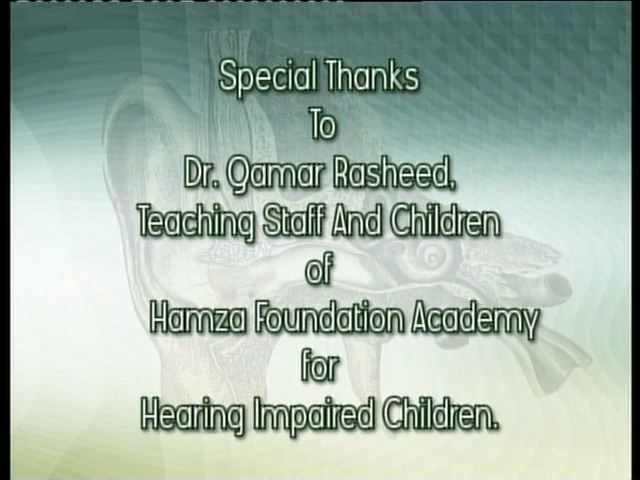 Special Thanks
To
Dr. Qamar Rasheed,
Teaching Staff And Children
of
Hamza Foundation Academy
for
Hearing Impaired Children.